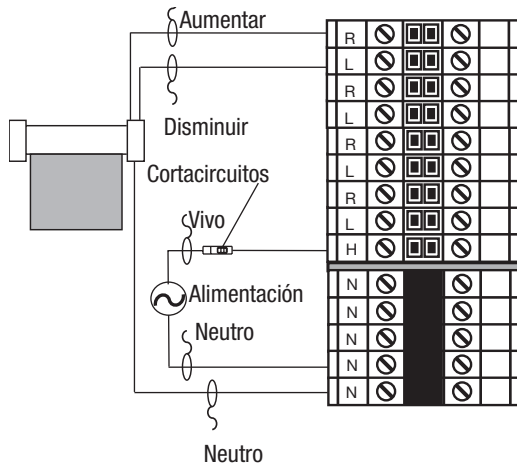 Aumentar
R
L
Disminuir
R
L
R
L
R
L
Cortacircuitos
Vivo
H
Alimentación
N
N
Neutro
N
N
N
Neutro